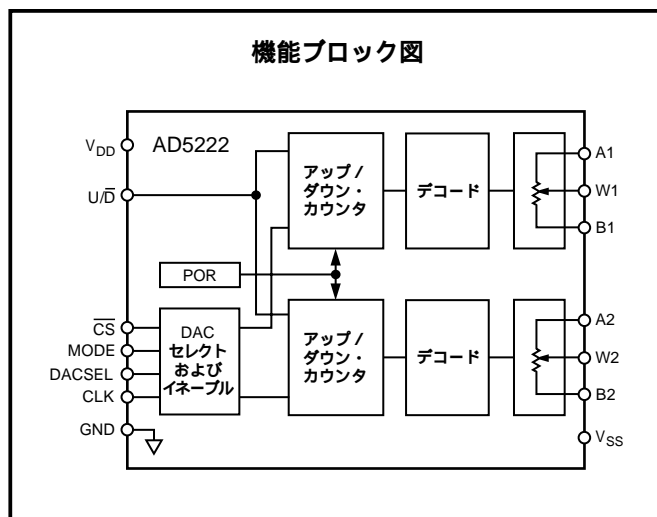 機能ブロック図
AD5222
VDD
U/D̅
アップ /
ダウン・
カウンタ
デコード
A1
W1
B1
POR
C̅S̅
MODE
DACSEL
CLK
GND
DAC
セレクト
および
イネーブル
アップ /
ダウン・
カウンタ
デコード
A2
W2
B2
VSS